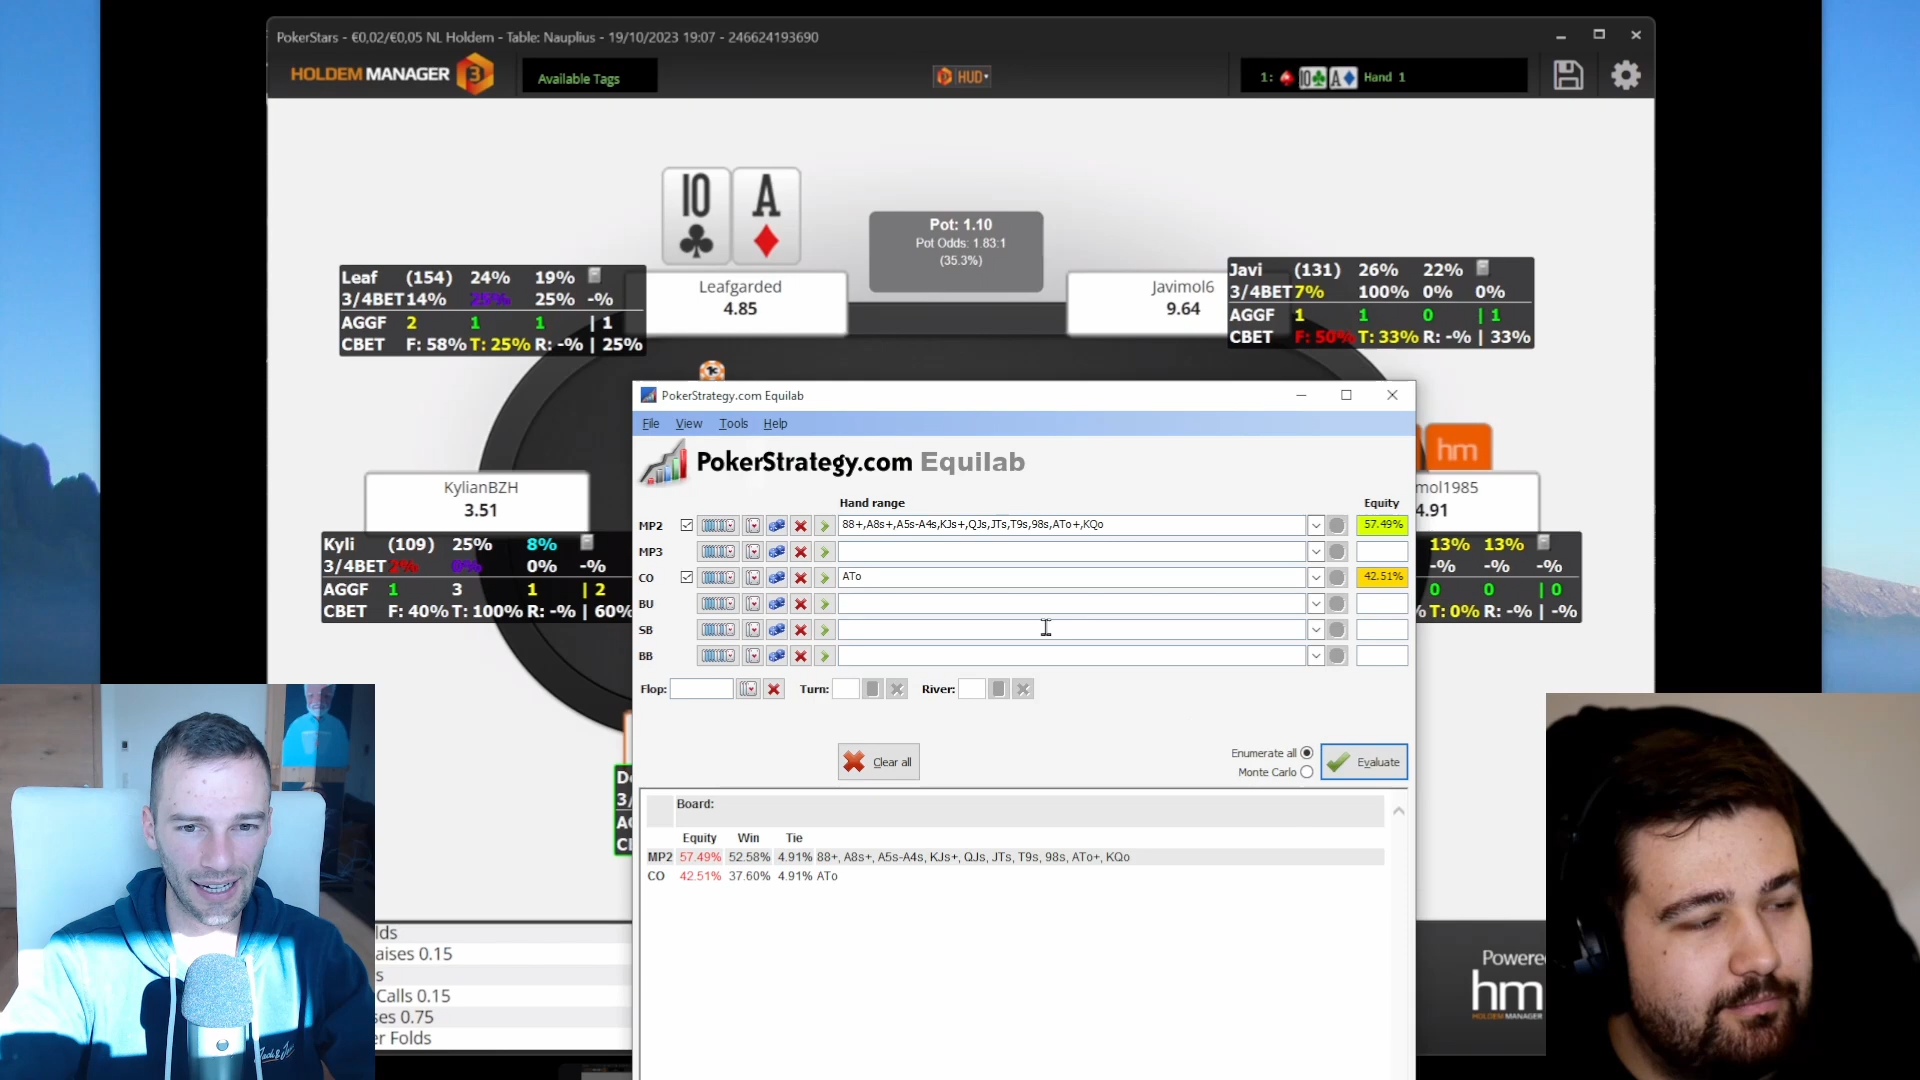 PokerStars - €0,02/€0,05 NL Holdem - Table: Nauplius - 19/10/2023 19:07 - 246624193690
HOLDEM MANAGER 3
Available Tags
HUD
1: 10 A Hand 1
10 A
Pot: 1.10
Pot Odds: 1.83:1
(35.3%)
Leaf (154) 24% 19%
3/4BET 14% 25% 25% -%
AGGF 2 1 1 | 1
CBET F: 58% T: 25% R: -% | 25%
Leafgarded
4.85
Javimol6
9.64
Javi (131) 26% 22%
3/4BET 7% 100% 0% 0%
AGGF 1 1 0 | 1
CBET F: 50% T: 33% R: -% | 33%
KylianBZH
3.51
Kyli (109) 25% 8%
3/4BET 2% 0% 0% -%
AGGF 1 3 1 | 2
CBET F: 40% T: 100% R: -% | 60%
hm
mol1985
4.91
13% 13%
-% -% -%
0 0 | 0
% T: 0% R: -% | -%
PokerStrategy.com Equilab
File View Tools Help
PokerStrategy.com Equilab
Hand range Equity
MP2 88+,A8s+,A5s-A4s,KJs+,QJs,JTs,T9s,98s,ATo+,KQo 57.49%
MP3
CO ATo 42.51%
BU
SB
BB
Flop: Turn: River:
Clear all
Enumerate all
Monte Carlo
Evaluate
Board:
Equity Win Tie
MP2 57.49% 52.58% 4.91% 88+, A8s+, A5s-A4s, KJs+, QJs, JTs, T9s, 98s, ATo+, KQo
CO 42.51% 37.60% 4.91% ATo
lds
aises 0.15
s
Calls 0.15
ses 0.75
er Folds
Powere
hm
HOLDEM MANAGER